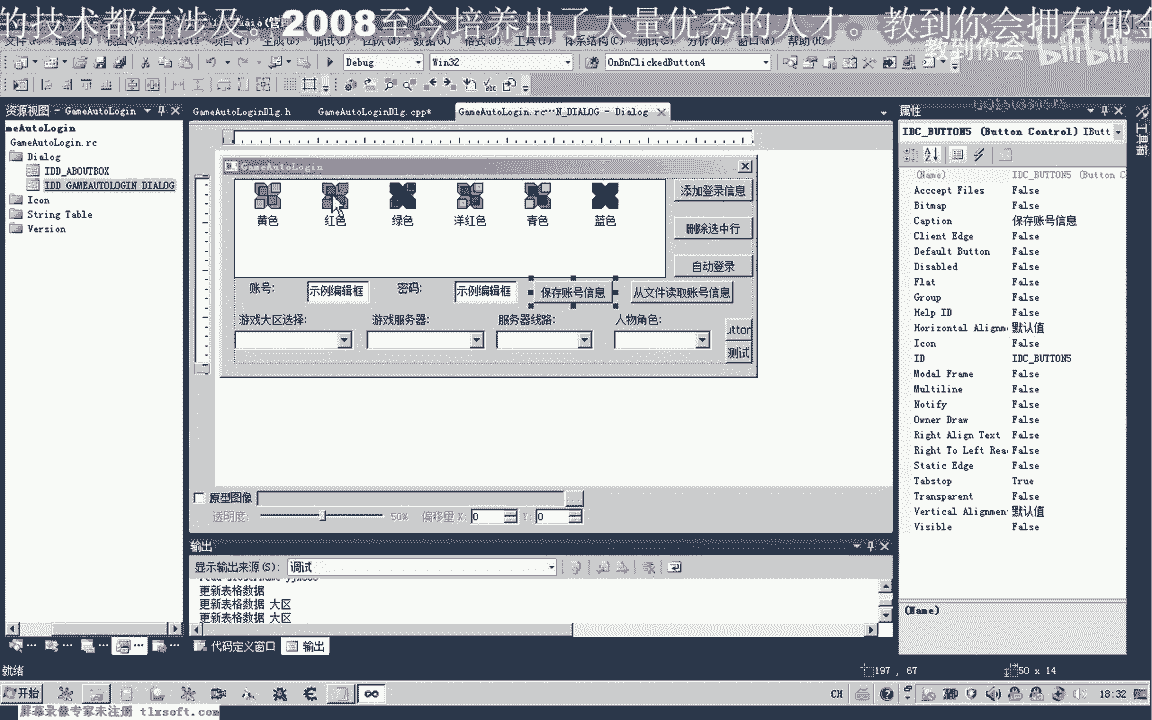 的技术都有涉及。2008至今培养出了大量优秀的人才。教到你会拥有郁金
教到你会 bilibili
Debug
Win32
OnBnClickedButton4
资源视图 - GameAutoLogin
GameAutoLoginDlg.h
GameAutoLoginDlg.cpp*
GameAutoLogin.rc...N_DIALOG - Dialog
属性
meAutoLogin
GameAutoLogin.rc
Dialog
IDD_ABOUTBOX
IDD_GAMEAUTOLOGIN_DIALOG
Icon
String Table
Version
GameAutoLogin
黄色
红色
绿色
洋红色
青色
蓝色
添加登录信息
删除选中行
自动登录
账号:
示例编辑框
密码:
示例编辑框
保存账号信息
从文件读取账号信息
游戏大区选择:
游戏服务器:
服务器线路:
人物角色:
utton
测试
原型图像
透明度:
50%
偏移量 X: 0
Y: 0
输出
显示输出来源(S): 调试
更新表格数据
更新表格数据 大区
更新表格数据 大区
代码定义窗口
输出
IDC_BUTTON5 (Button Control) IButt
(Name) IDC_BUTTON5 (Button C
Accept Files False
Bitmap False
Caption 保存账号信息
Client Edge False
Default Button False
Disabled False
Flat False
Group False
Help ID False
Horizontal Alignm 默认值
Icon False
ID IDC_BUTTON5
Modal Frame False
Multiline False
Notify False
Owner Draw False
Right Align Text False
Right To Left Rea False
Static Edge False
Tabstop True
Transparent False
Vertical Alignmen 默认值
Visible False
(Name)
工具箱
就绪
197 , 67
50 x 14
开始
CH
18:32
屏幕录像专家未注册 tlxsoft.com